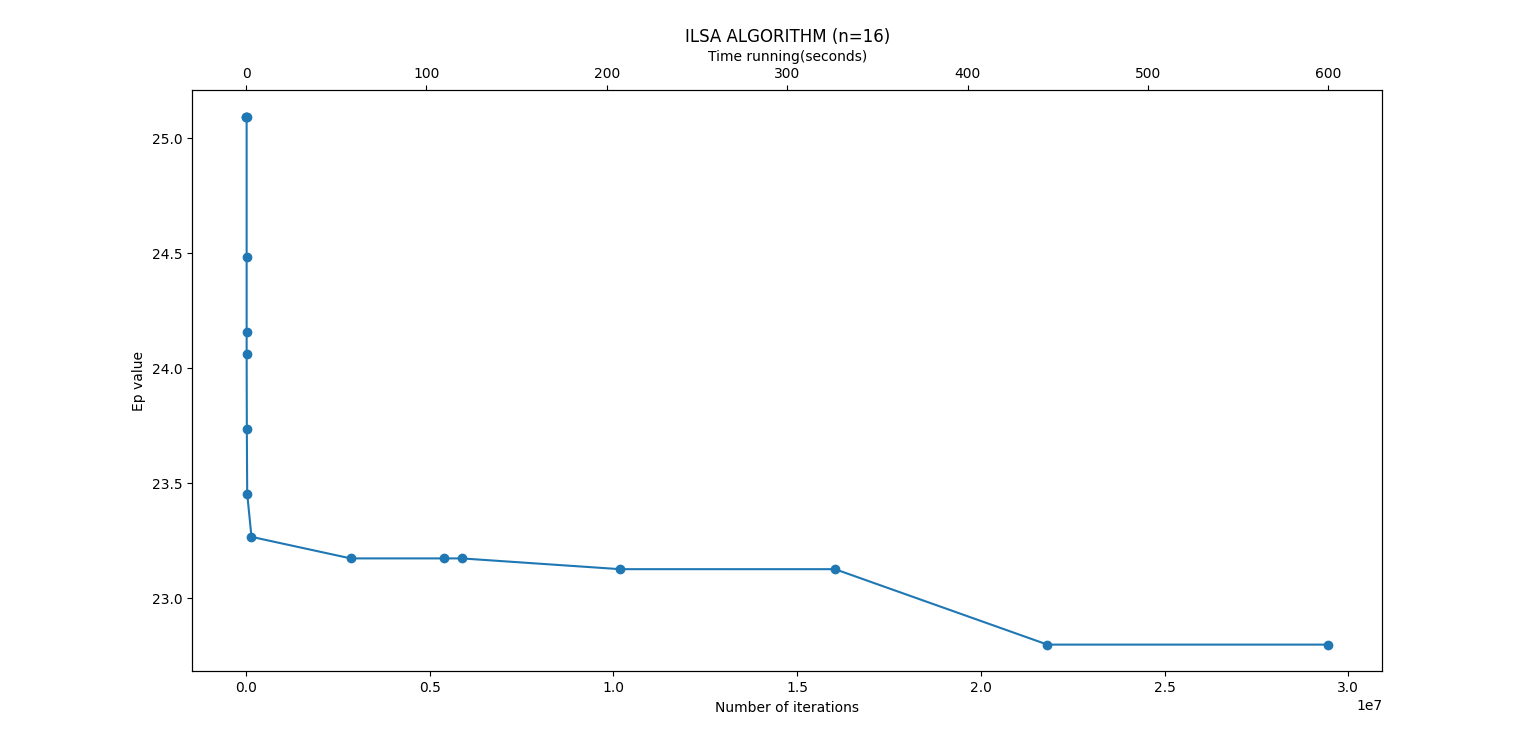 ILSA ALGORITHM (n=16)
Time running(seconds)
0 100 200 300 400 500 600
25.0
24.5
24.0
23.5
23.0
Ep value
0.0 0.5 1.0 1.5 2.0 2.5 3.0
1e7
Number of iterations